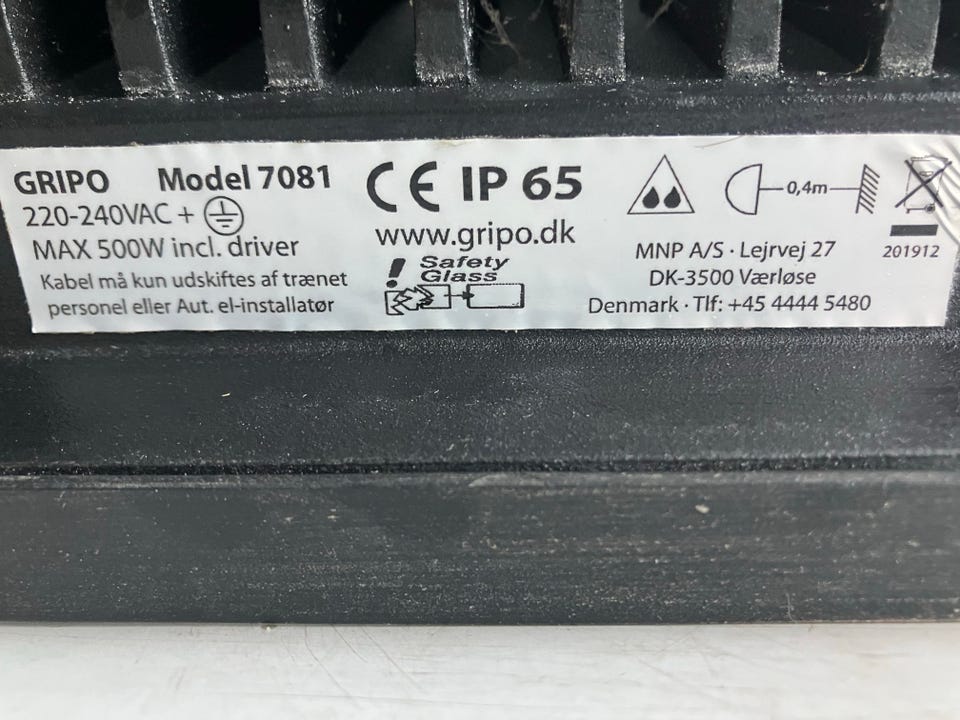 GRIPO Model 7081
220-240VAC +
MAX 500W incl. driver
Kabel må kun udskiftes af trænet
personel eller Aut. el-installatør
CE IP 65
www.gripo.dk
! Safety
Glass
0,4m
MNP A/S · Lejrvej 27
DK-3500 Værløse
Denmark · Tlf: +45 4444 5480
201912